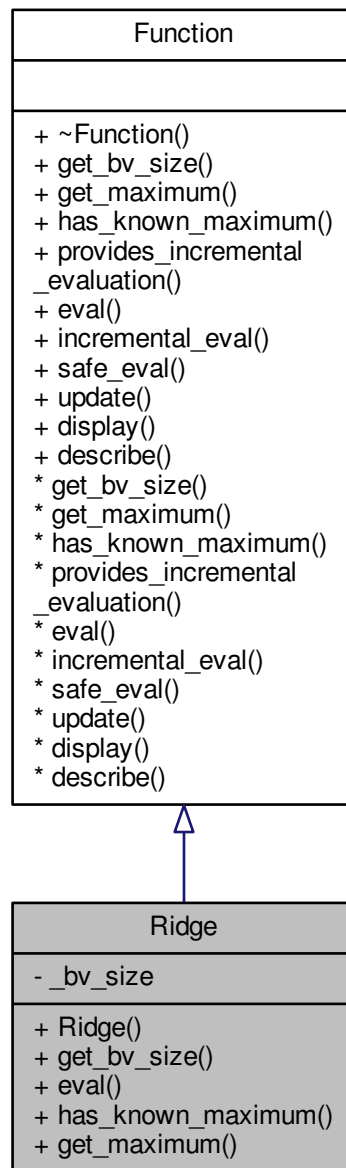 Function
+ ~Function()
+ get_bv_size()
+ get_maximum()
+ has_known_maximum()
+ provides_incremental
_evaluation()
+ eval()
+ incremental_eval()
+ safe_eval()
+ update()
+ display()
+ describe()
* get_bv_size()
* get_maximum()
* has_known_maximum()
* provides_incremental
_evaluation()
* eval()
* incremental_eval()
* safe_eval()
* update()
* display()
* describe()
Ridge
- _bv_size
+ Ridge()
+ get_bv_size()
+ eval()
+ has_known_maximum()
+ get_maximum()